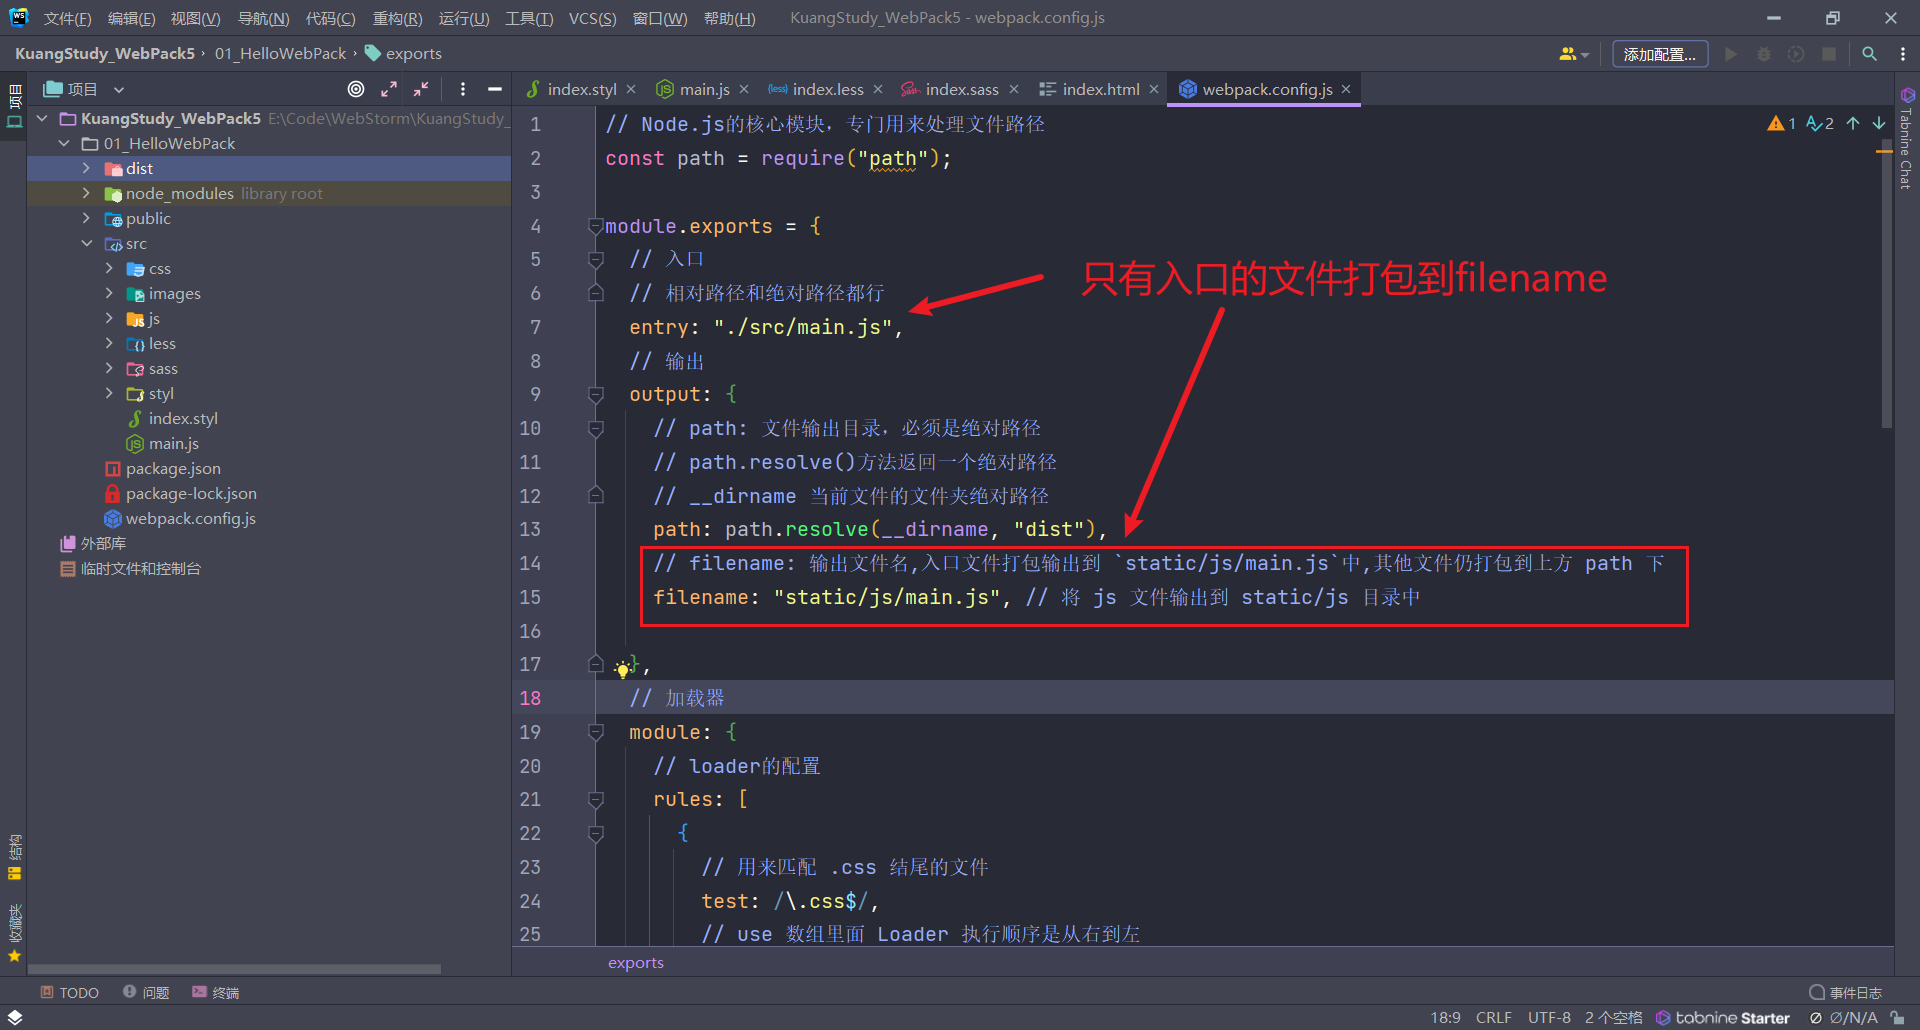 文件(F) 编辑(E) 视图(V) 导航(N) 代码(C) 重构(R) 运行(U) 工具(T) VCS(S) 窗口(W) 帮助(H) KuangStudy_WebPack5 - webpack.config.js
KuangStudy_WebPack5 › 01_HelloWebPack › exports
添加配置...
项目
index.styl
main.js
index.less
index.sass
index.html
webpack.config.js
项目
KuangStudy_WebPack5 E:\Code\WebStorm\KuangStudy_
01_HelloWebPack
dist
node_modules library root
public
src
css
images
js
less
sass
styl
index.styl
main.js
package.json
package-lock.json
webpack.config.js
外部库
临时文件和控制台
结构
收藏夹
1 2
Tabnine Chat
1 // Node.js的核心模块，专门用来处理文件路径
2 const path = require("path");
3
4 module.exports = {
5 // 入口
6 // 相对路径和绝对路径都行
7 entry: "./src/main.js",
8 // 输出
9 output: {
10 // path: 文件输出目录，必须是绝对路径
11 // path.resolve()方法返回一个绝对路径
12 // __dirname 当前文件的文件夹绝对路径
13 path: path.resolve(__dirname, "dist"),
14 // filename: 输出文件名,入口文件打包输出到 `static/js/main.js`中,其他文件仍打包到上方 path 下
15 filename: "static/js/main.js", // 将 js 文件输出到 static/js 目录中
16
17 },
18 // 加载器
19 module: {
20 // loader的配置
21 rules: [
22 {
23 // 用来匹配 .css 结尾的文件
24 test: /\.css$/,
25 // use 数组里面 Loader 执行顺序是从右到左
只有入口的文件打包到filename
exports
TODO 问题 终端 事件日志
18:9 CRLF UTF-8 2 个空格 tabnine Starter Ø/N/A